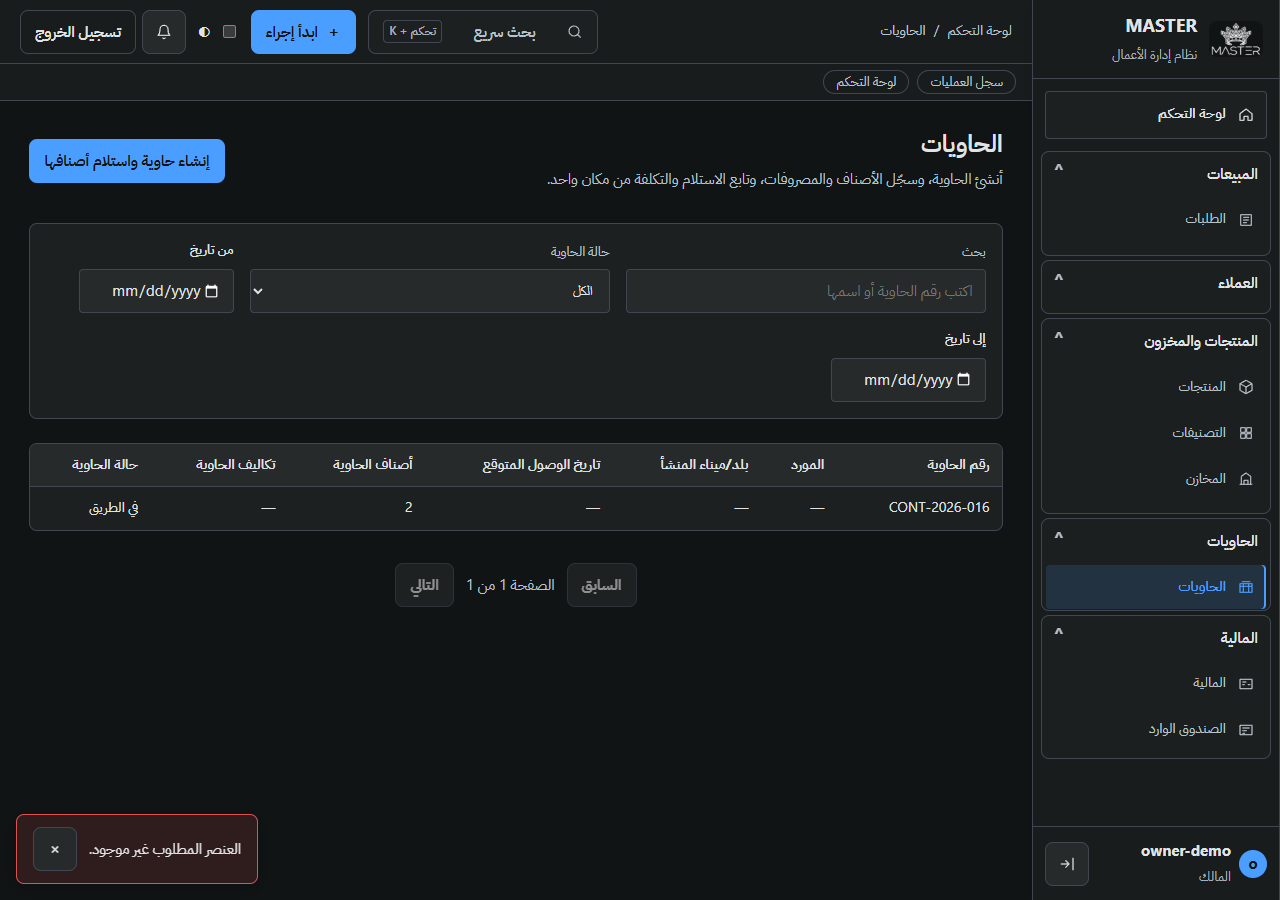 MASTER
نظام إدارة الأعمال
MASTER
لوحة التحكم / الحاويات
بحث سريع
تحكم + K
+ ابدأ إجراء
تسجيل الخروج
سجل العمليات
لوحة التحكم
لوحة التحكم
المبيعات
الطلبات
العملاء
المنتجات والمخزون
المنتجات
التصنيفات
المخازن
الحاويات
الحاويات
المالية
المالية
الصندوق الوارد
o
owner-demo
المالك
الحاويات
أنشئ الحاوية، وسجّل الأصناف والمصروفات، وتابع الاستلام والتكلفة من مكان واحد.
إنشاء حاوية واستلام أصنافها
بحث
حالة الحاوية
من تاريخ
اكتب رقم الحاوية أو اسمها
الكل
mm/dd/yyyy
إلى تاريخ
mm/dd/yyyy
رقم الحاوية المورد بلد/ميناء المنشأ تاريخ الوصول المتوقع أصناف الحاوية تكاليف الحاوية حالة الحاوية
CONT-2026-016 — — — 2 — في الطريق
السابق الصفحة 1 من 1 التالي
العنصر المطلوب غير موجود.
×